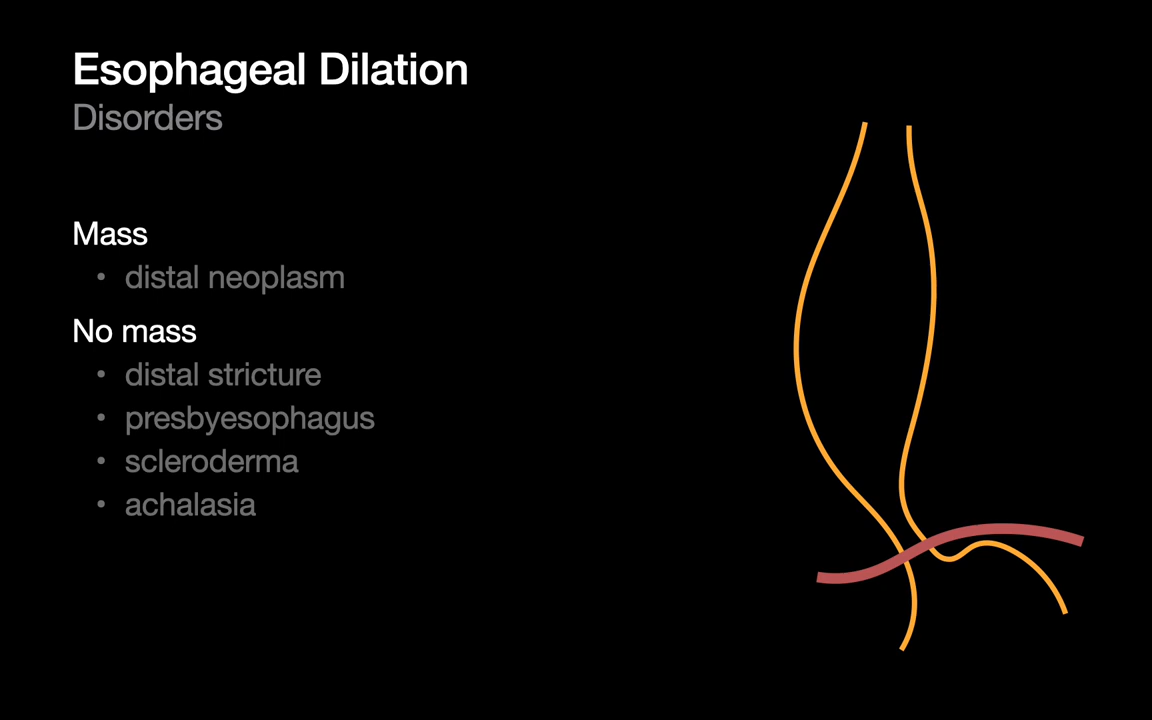 Esophageal Dilation
Disorders
Mass
• distal neoplasm
No mass
• distal stricture
• presbyesophagus
• scleroderma
• achalasia